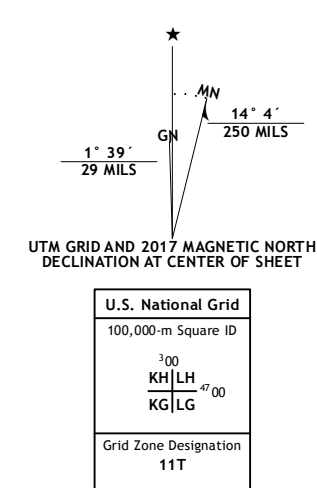 ★
MN
GN
14° 4´
250 MILS
1° 39´
29 MILS
UTM GRID AND 2017 MAGNETIC NORTH
DECLINATION AT CENTER OF SHEET
U.S. National Grid
100,000-m Square ID
³00
KH LH
⁴⁷00
KG LG
Grid Zone Designation
11T